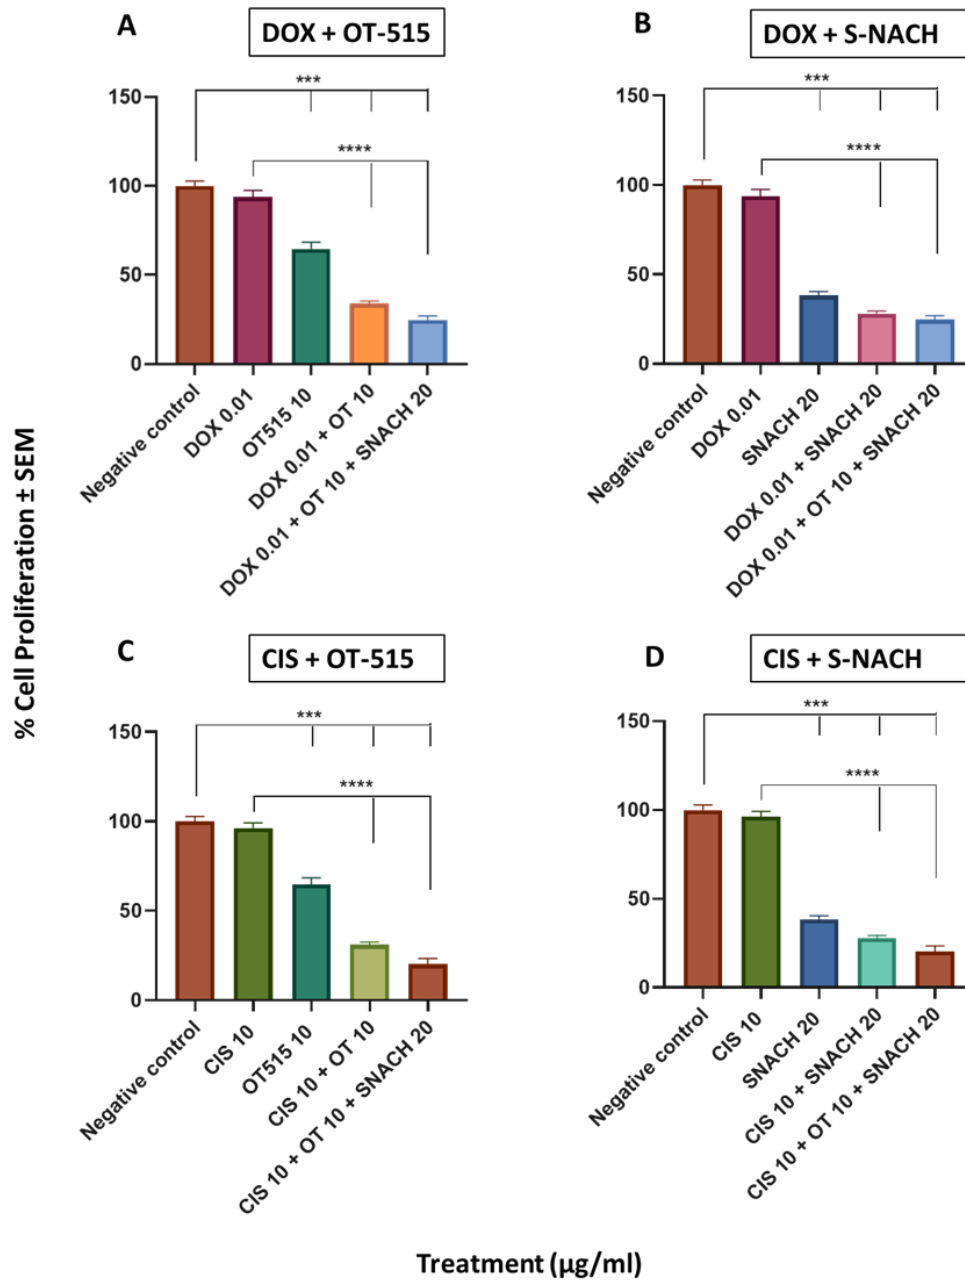 A
DOX + OT-515
***
****
150
100
50
0
Negative control
DOX 0.01
OT515 10
DOX 0.01 + OT 10
DOX 0.01 + OT 10 + SNACH 20
B
DOX + S-NACH
***
****
150
100
50
0
Negative control
DOX 0.01
SNACH 20
DOX 0.01 + SNACH 20
DOX 0.01 + OT 10 + SNACH 20
% Cell Proliferation ± SEM
C
CIS + OT-515
***
****
150
100
50
0
Negative control
CIS 10
OT515 10
CIS 10 + OT 10
CIS 10 + OT 10 + SNACH 20
D
CIS + S-NACH
***
****
150
100
50
0
Negative control
CIS 10
SNACH 20
CIS 10 + SNACH 20
CIS 10 + OT 10 + SNACH 20
Treatment (µg/ml)